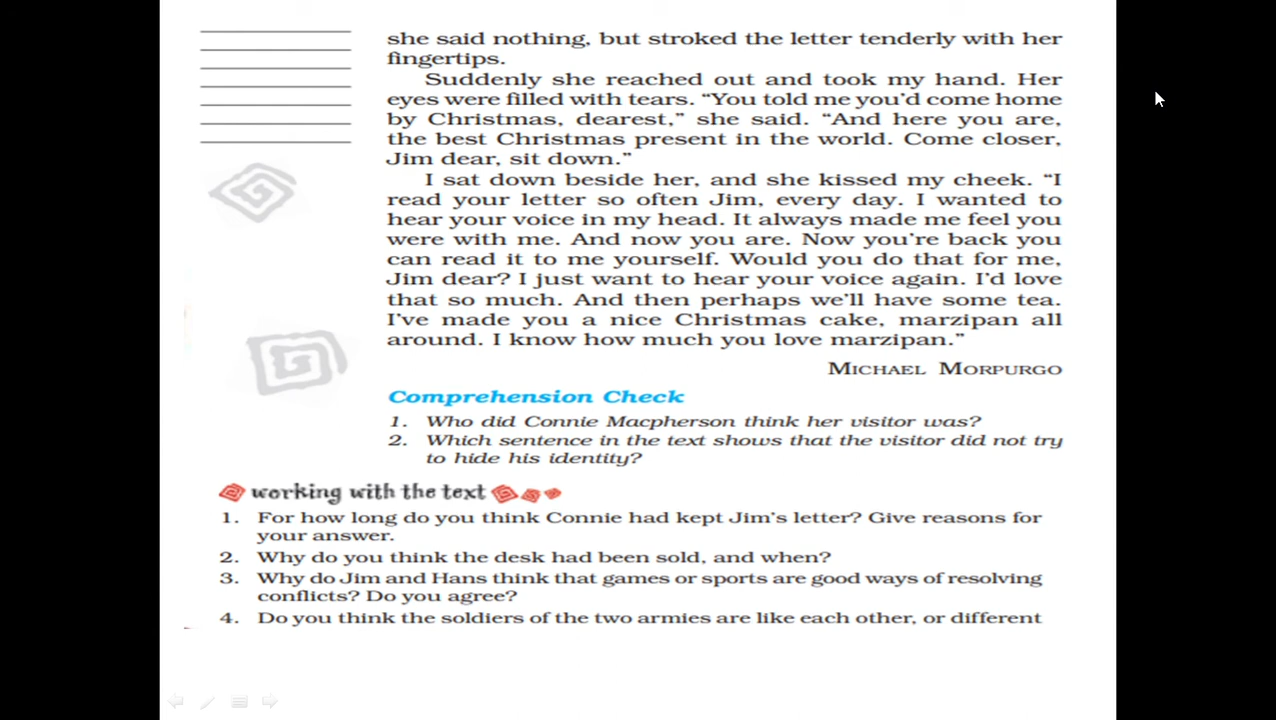 she said nothing, but stroked the letter tenderly with her
fingertips.
Suddenly she reached out and took my hand. Her
eyes were filled with tears. “You told me you’d come home
by Christmas, dearest,” she said. “And here you are,
the best Christmas present in the world. Come closer,
Jim dear, sit down.”
I sat down beside her, and she kissed my cheek. “I
read your letter so often Jim, every day. I wanted to
hear your voice in my head. It always made me feel you
were with me. And now you are. Now you’re back you
can read it to me yourself. Would you do that for me,
Jim dear? I just want to hear your voice again. I’d love
that so much. And then perhaps we’ll have some tea.
I’ve made you a nice Christmas cake, marzipan all
around. I know how much you love marzipan.”
MICHAEL MORPURGO
Comprehension Check
1. Who did Connie Macpherson think her visitor was?
2. Which sentence in the text shows that the visitor did not try
to hide his identity?
working with the text
1. For how long do you think Connie had kept Jim’s letter? Give reasons for
your answer.
2. Why do you think the desk had been sold, and when?
3. Why do Jim and Hans think that games or sports are good ways of resolving
conflicts? Do you agree?
4. Do you think the soldiers of the two armies are like each other, or different